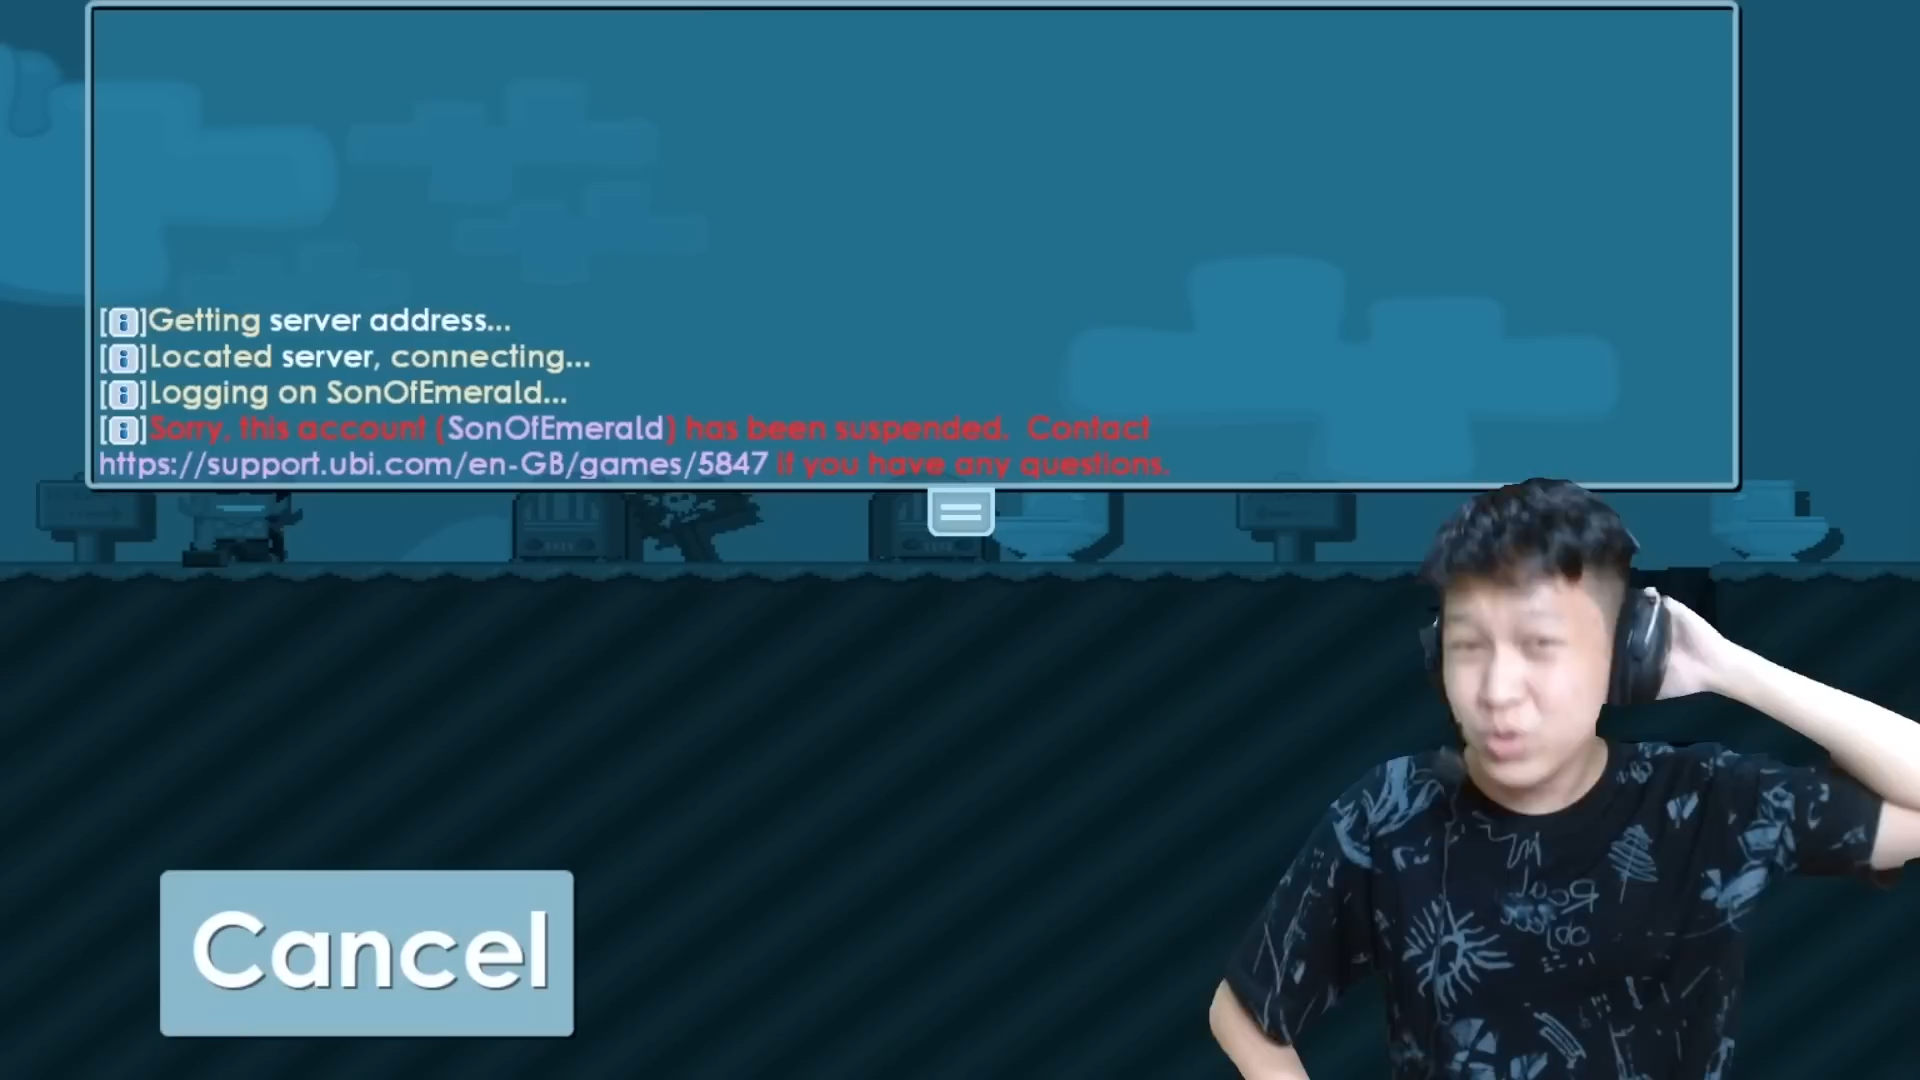 [i]Getting server address...
[i]Located server, connecting...
[i]Logging on SonOfEmerald...
[i]Sorry, this account (SonOfEmerald) has been suspended.  Contact
https://support.ubi.com/en-GB/games/5847 if you have any questions.
Cancel